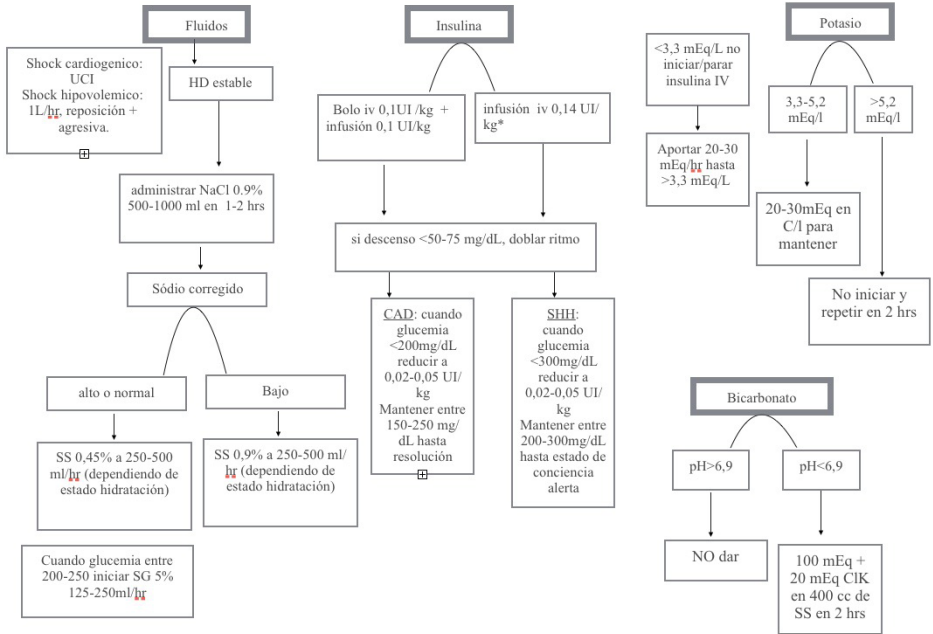 Fluidos
Shock cardiogenico:
UCI
Shock hipovolemico:
1L/hr, reposición +
agresiva.
HD estable
administrar NaCl 0.9%
500-1000 ml en 1-2 hrs
Sódio corregido
alto o normal
Bajo
SS 0,45% a 250-500
ml/hr (dependiendo de
estado hidratación)
SS 0,9% a 250-500 ml/
hr (dependiendo de
estado hidratación)
Cuando glucemia entre
200-250 iniciar SG 5%
125-250ml/hr
Insulina
Bolo iv 0,1UI /kg +
infusión 0,1 UI/kg
infusión iv 0,14 UI/
kg*
si descenso <50-75 mg/dL, doblar ritmo
CAD: cuando
glucemia
<200mg/dL
reducir a
0,02-0,05 UI/
kg
Mantener entre
150-250 mg/
dL hasta
resolución
SHH:
cuando
glucemia
<300mg/dL
reducir a
0,02-0,05 UI/
kg
Mantener entre
200-300mg/dL
hasta estado de
conciencia
alerta
Potasio
<3,3 mEq/L no
iniciar/parar
insulina IV
Aportar 20-30
mEq/hr hasta
>3,3 mEq/L
3,3-5,2
mEq/l
>5,2
mEq/l
20-30mEq en
C/l para
mantener
No iniciar y
repetir en 2 hrs
Bicarbonato
pH>6,9
pH<6,9
NO dar
100 mEq +
20 mEq ClK
en 400 cc de
SS en 2 hrs